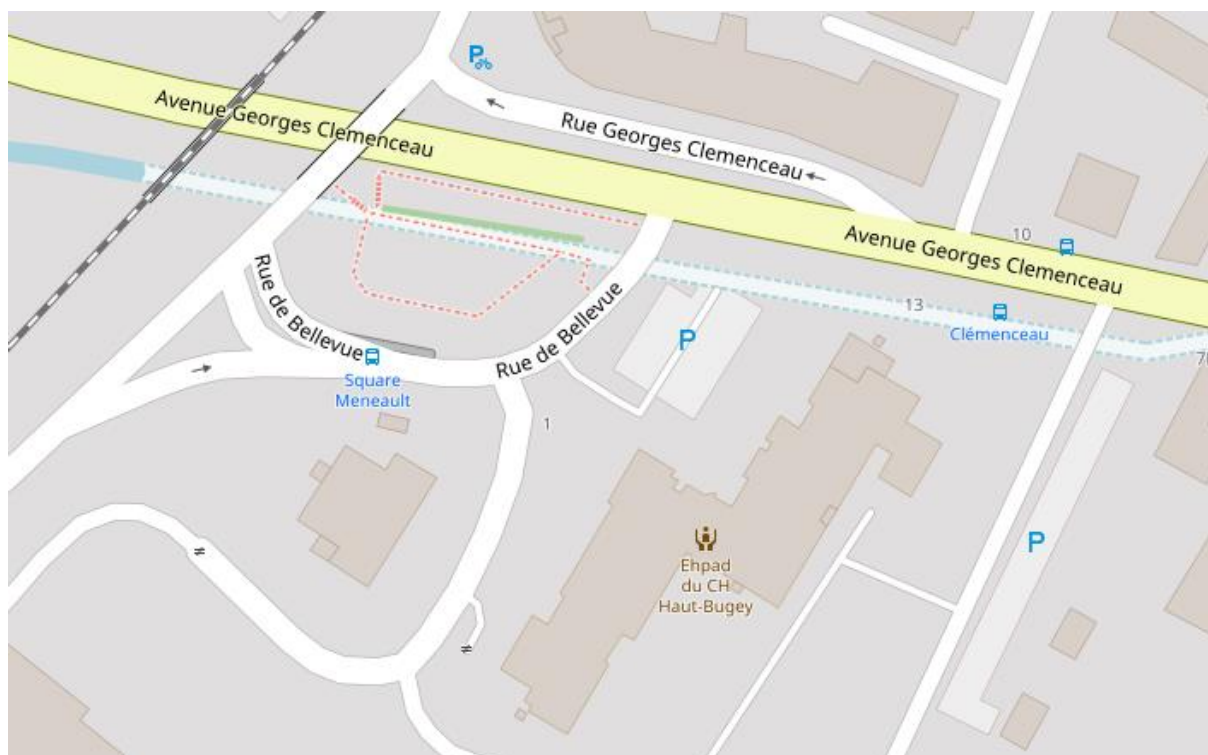 P
Avenue Georges Clemenceau
Rue Georges Clemenceau
10
Avenue Georges Clemenceau
Rue de Bellevue
Rue de Bellevue
13
Clémenceau
P
Square
Meneault
1
P
Ehpad
du CH
Haut-Bugey